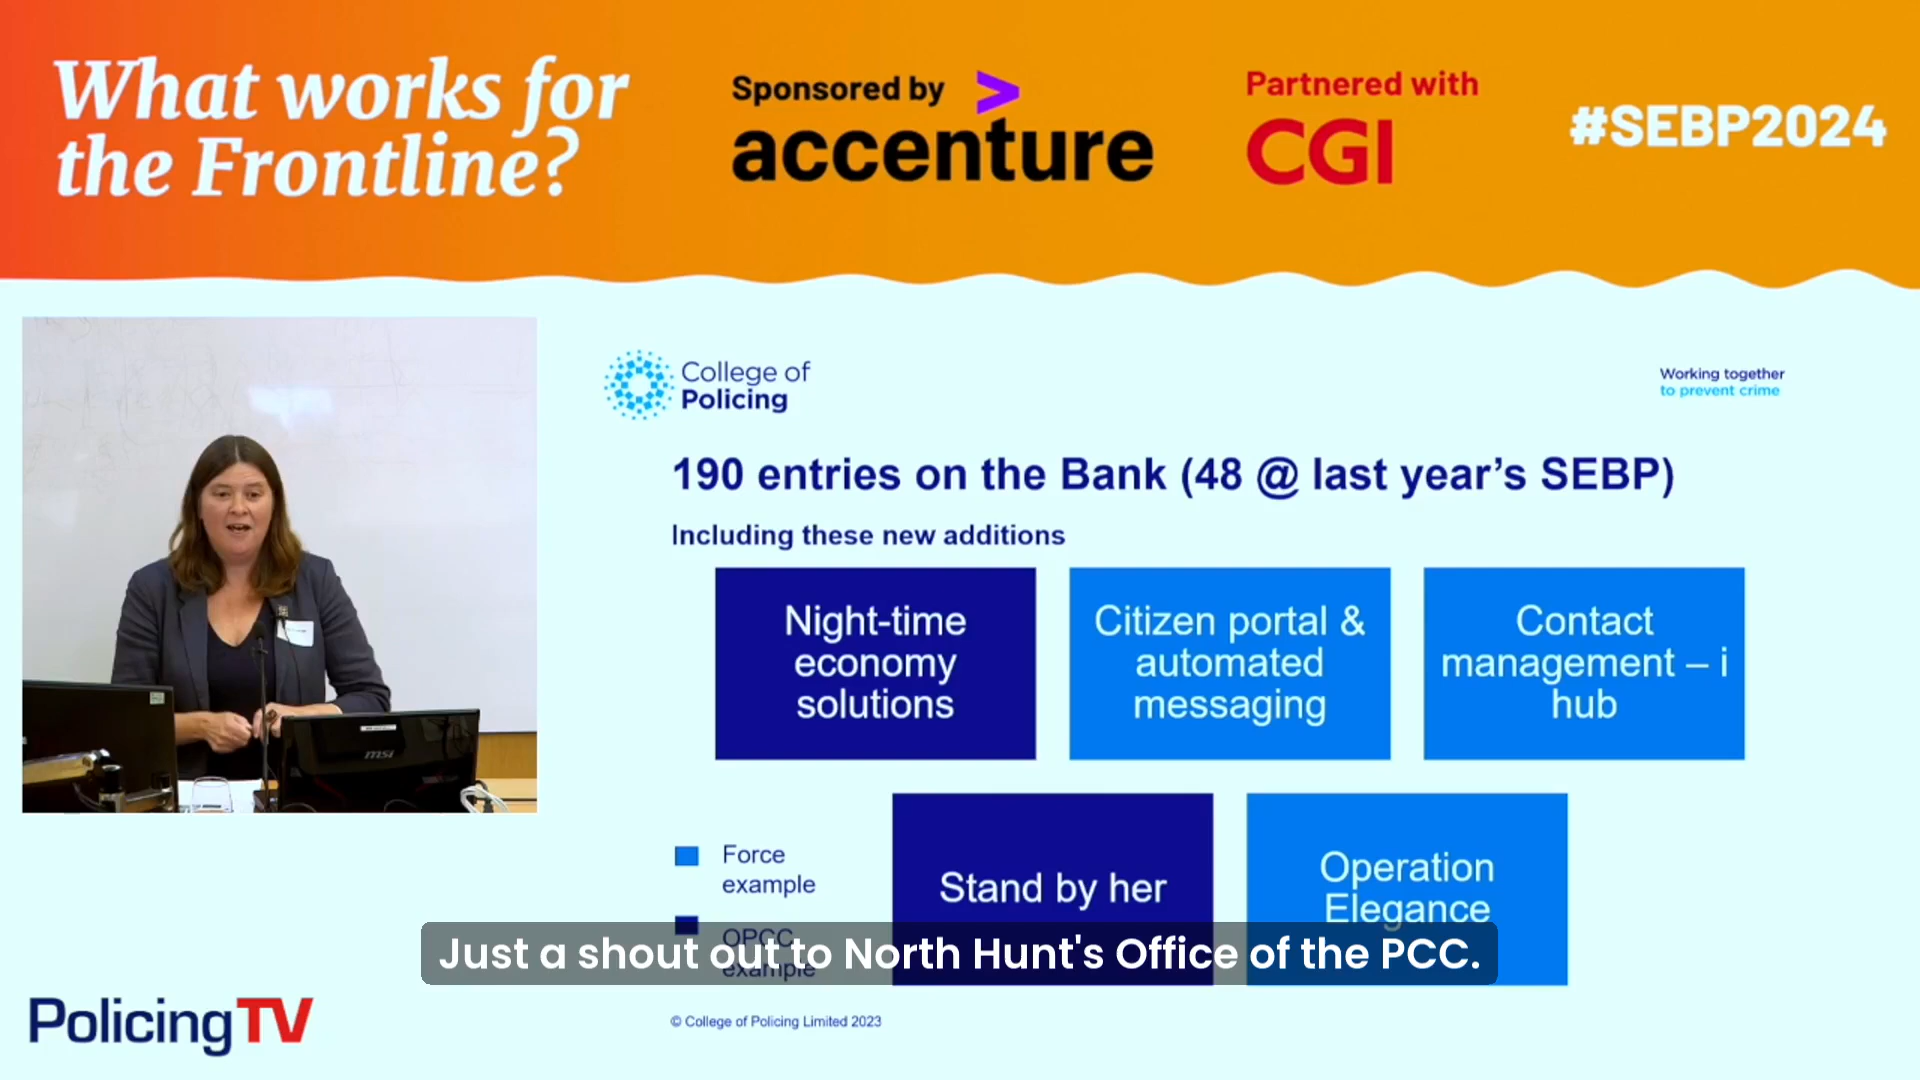 What works for
the Frontline?
Sponsored by
accenture
Partnered with
CGI
#SEBP2024
College of
Policing
Working together
to prevent crime
190 entries on the Bank (48 @ last year's SEBP)
Including these new additions
Night-time
economy
solutions
Citizen portal &
automated
messaging
Contact
management – i
hub
Force
example
OPCC
example
Stand by her
Operation
Elegance
Just a shout out to North Hunt's Office of the PCC.
© College of Policing Limited 2023
PolicingTV
msi